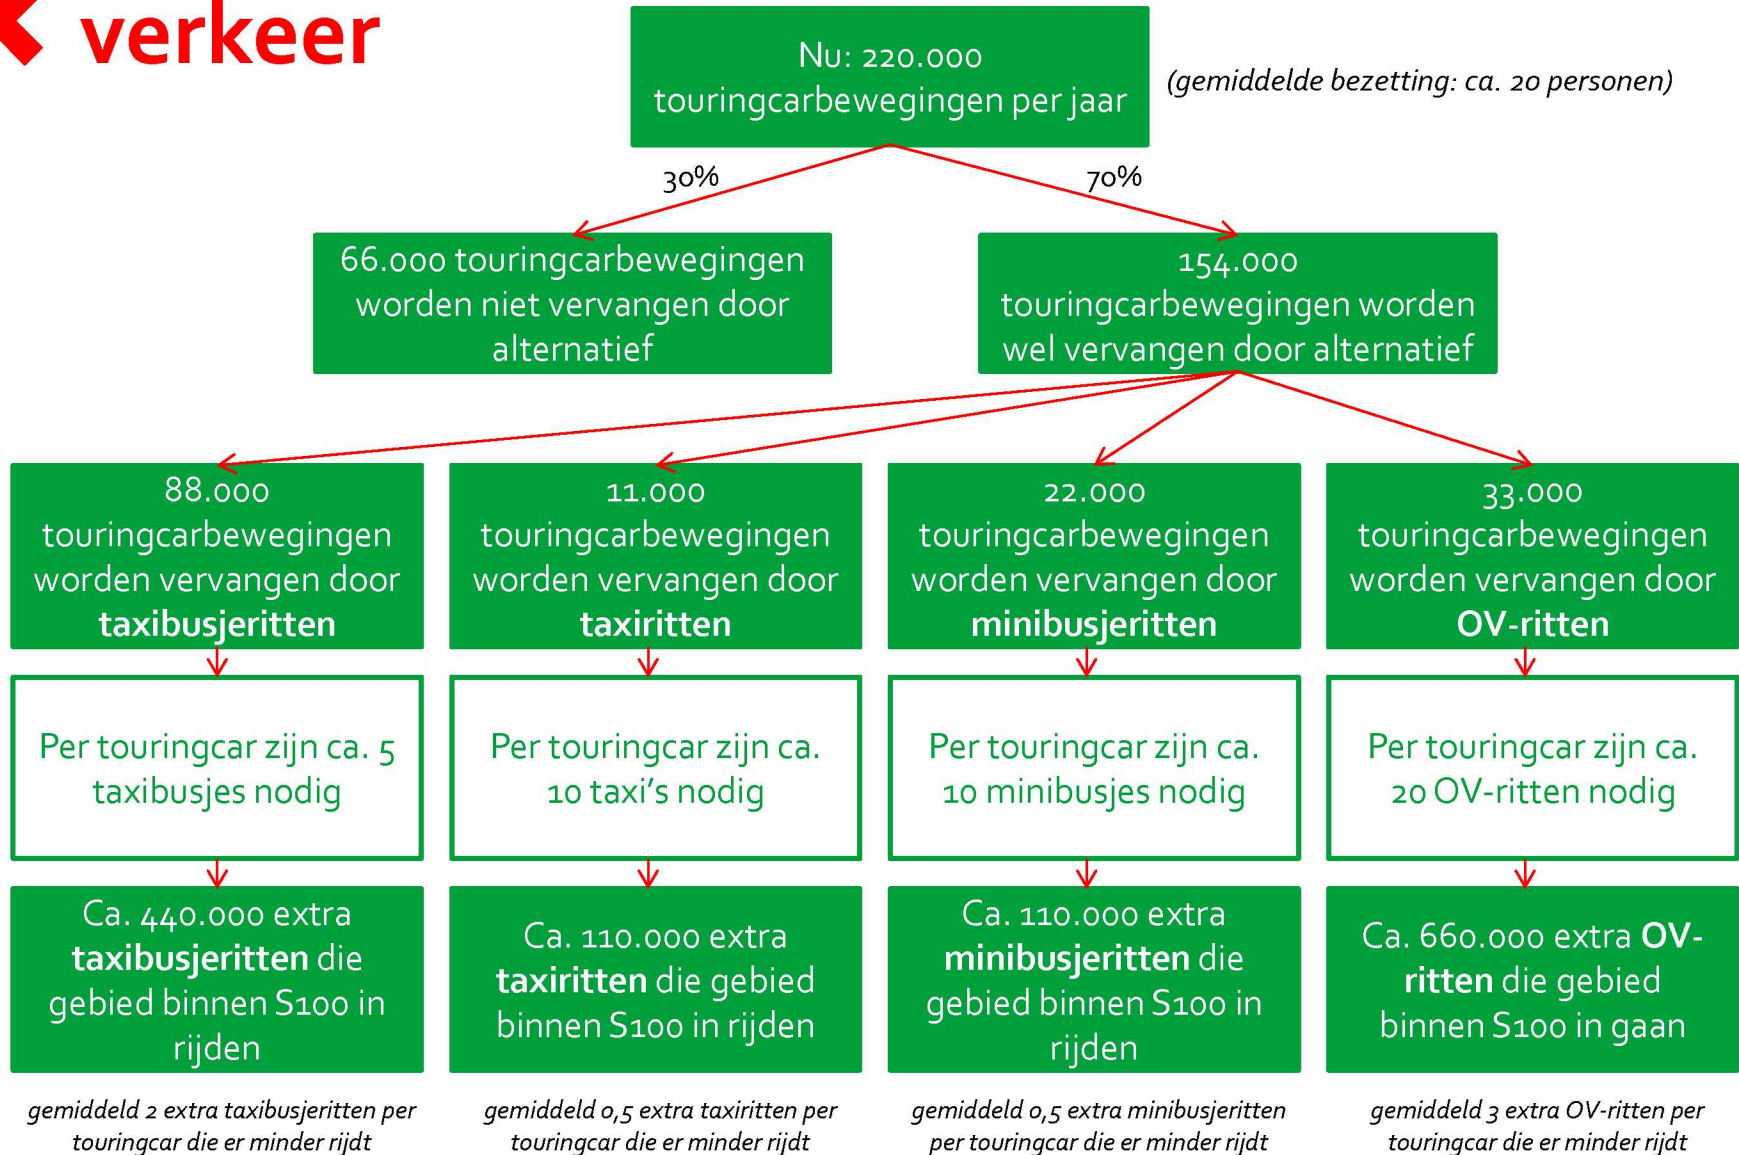 verkeer
Nu: 220.000
touringcarbewegingen per jaar
(gemiddelde bezetting: ca. 20 personen)
30%
70%
66.000 touringcarbewegingen
worden niet vervangen door
alternatief
154.000
touringcarbewegingen worden
wel vervangen door alternatief
88.000
touringcarbewegingen
worden vervangen door
taxibusjeritten
11.000
touringcarbewegingen
worden vervangen door
taxiritten
22.000
touringcarbewegingen
worden vervangen door
minibusjeritten
33.000
touringcarbewegingen
worden vervangen door
OV-ritten
Per touringcar zijn ca. 5
taxibusjes nodig
Per touringcar zijn ca.
10 taxi's nodig
Per touringcar zijn ca.
10 minibusjes nodig
Per touringcar zijn ca.
20 OV-ritten nodig
Ca. 440.000 extra
taxibusjeritten die
gebied binnen S100 in
rijden
Ca. 110.000 extra
taxiritten die gebied
binnen S100 in rijden
Ca. 110.000 extra
minibusjeritten die
gebied binnen S100 in
rijden
Ca. 660.000 extra OV-
ritten die gebied
binnen S100 in gaan
gemiddeld 2 extra taxibusjeritten per
touringcar die er minder rijdt
gemiddeld 0,5 extra taxiritten per
touringcar die er minder rijdt
gemiddeld 0,5 extra minibusjeritten
per touringcar die er minder rijdt
gemiddeld 3 extra OV-ritten per
touringcar die er minder rijdt